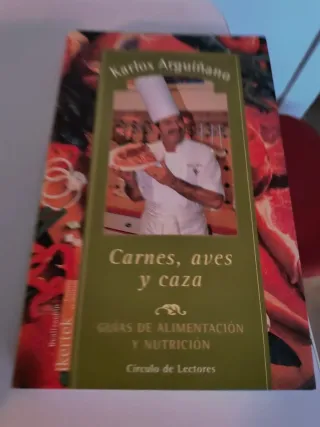 Karlos Arguiñano
Carnes, aves
y caza
GUÍAS DE ALIMENTACIÓN
Y NUTRICIÓN
Círculo de Lectores